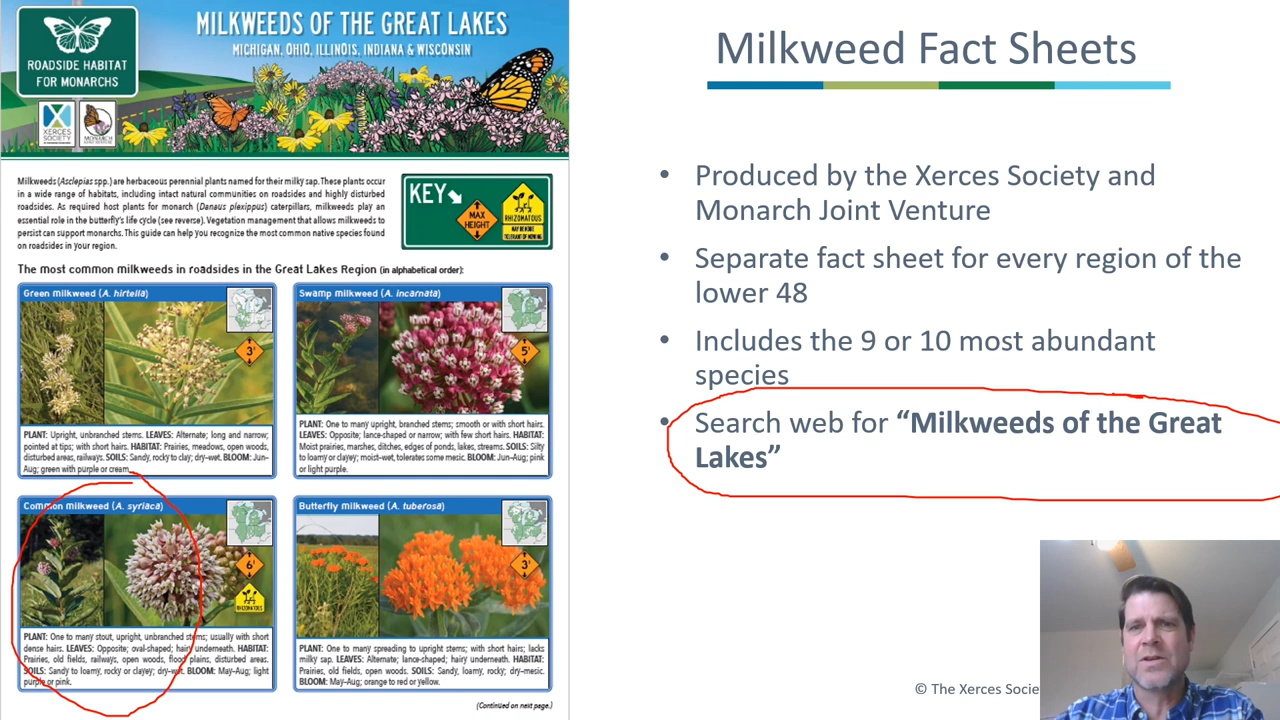 MILKWEEDS OF THE GREAT LAKES
MICHIGAN, OHIO, ILLINOIS, INDIANA & WISCONSIN
ROADSIDE HABITAT
FOR MONARCHS
XERCES
SOCIETY
MONARCH
Milkweeds (Asclepias spp.) are herbaceous perennial plants named for their milky sap. These plants occur
in a wide range of habitats, including intact natural communities on roadsides and highly disturbed
roadsides. As required host plants for monarch (Danaus plexippus) caterpillars, milkweeds play an
essential role in the butterfly's life cycle (see reverse). Vegetation management that allows milkweeds to
persist can support monarchs. This guide can help you recognize the most common native species found
on roadsides in your region.
KEY
MAX
HEIGHT
RHIZOMATOUS
MAY BE MORE
TOLERANT OF MOWING
The most common milkweeds in roadsides in the Great Lakes Region (in alphabetical order):
Green milkweed (A. hirtella)
3'
PLANT: Upright, unbranched stems. LEAVES: Alternate; long and narrow;
pointed at tips; with short hairs. HABITAT: Prairies, meadows, open woods,
disturbed areas, railways. SOILS: Sandy, rocky to clay; dry–wet. BLOOM: Jun–
Aug; green with purple or cream.
Swamp milkweed (A. incarnata)
5'
PLANT: One to many upright, branched stems; smooth or with short hairs.
LEAVES: Opposite; lance-shaped or narrow; with few short hairs. HABITAT:
Moist prairies, marshes, ditches, edges of ponds, lakes, streams. SOILS: Silty
to loamy or clayey; moist–wet, tolerates some mesic. BLOOM: Jun–Aug; pink
or light purple.
Common milkweed (A. syriaca)
6'
RHIZOMATOUS
PLANT: One to many stout, upright, unbranched stems; usually with short
dense hairs. LEAVES: Opposite; oval-shaped; hairy underneath. HABITAT:
Prairies, old fields, railways, open woods, flood plains, disturbed areas.
SOILS: Sandy to loamy, rocky or clayey; dry–wet. BLOOM: May–Aug; light
purple or pink.
Butterfly milkweed (A. tuberosa)
3'
PLANT: One to many spreading to upright stems; with short hairs; lacks
milky sap. LEAVES: Alternate; lance-shaped; hairy underneath. HABITAT:
Prairies, old fields, open woods. SOILS: Sandy, loamy, rocky; dry–mesic.
BLOOM: May–Aug; orange to red or yellow.
(Continued on next page.)
Milkweed Fact Sheets
• Produced by the Xerces Society and
Monarch Joint Venture
• Separate fact sheet for every region of the
lower 48
• Includes the 9 or 10 most abundant
species
• Search web for “Milkweeds of the Great
Lakes”
© The Xerces Socie